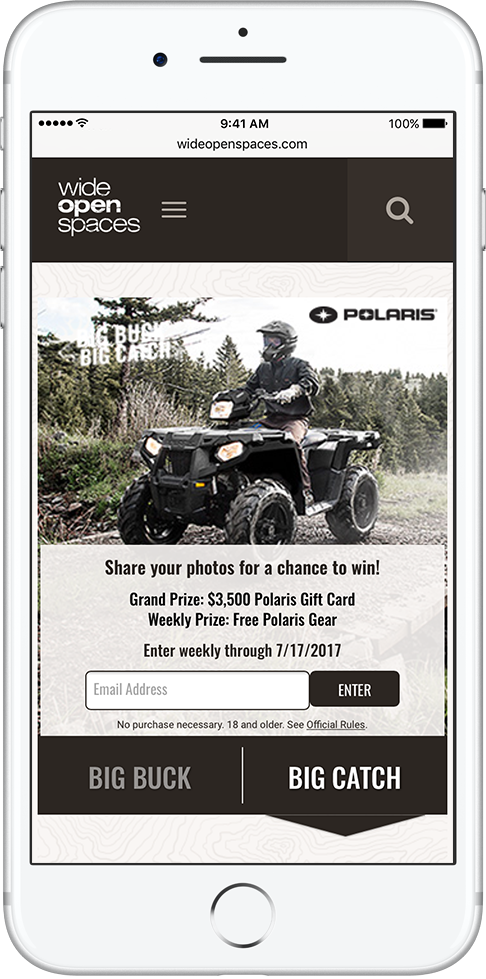 9:41 AM
100%
wideopenspaces.com
wide
open
spaces
POLARIS
BIG BUCK
BIG CATCH
Share your photos for a chance to win!
Grand Prize: $3,500 Polaris Gift Card
Weekly Prize: Free Polaris Gear
Enter weekly through 7/17/2017
Email Address
ENTER
No purchase necessary. 18 and older. See Official Rules.
BIG BUCK
BIG CATCH